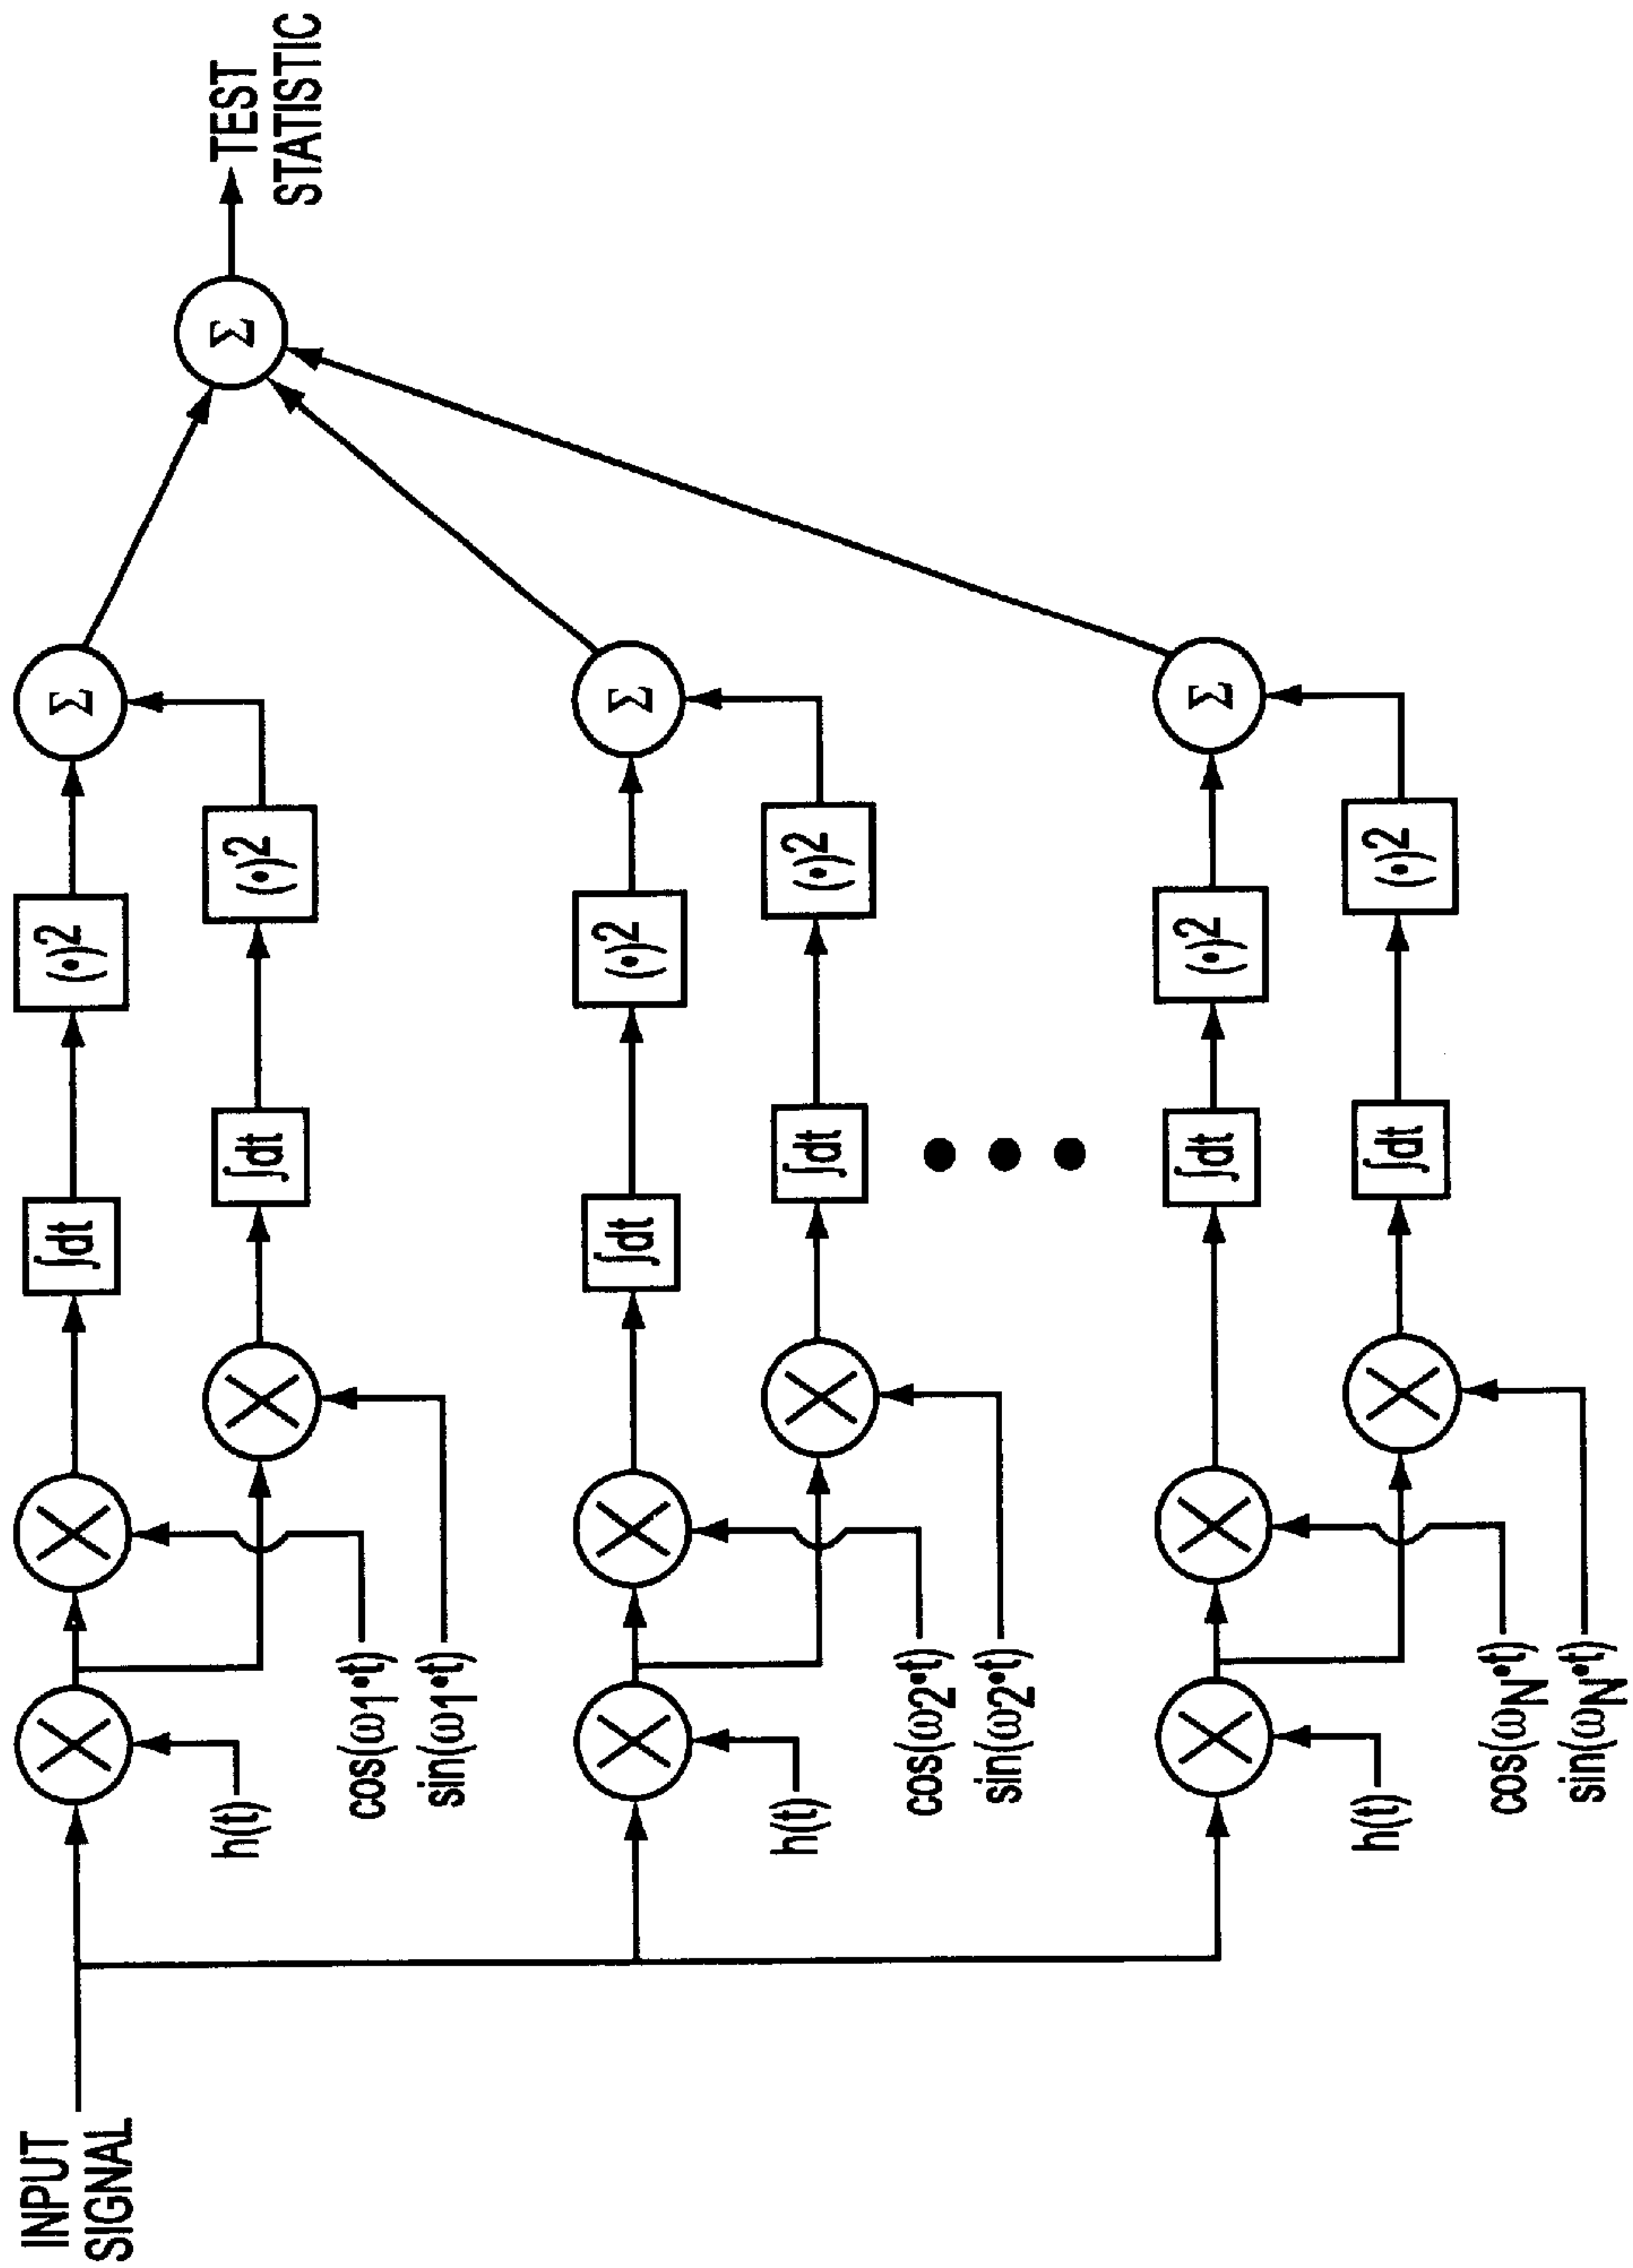 INPUT
SIGNAL
h(t)
cos(ω1•t)
sin(ω1•t)
∫dt
(•)2
∫dt
(•)2
Σ
h(t)
cos(ω2•t)
sin(ω2•t)
∫dt
(•)2
∫dt
(•)2
Σ
h(t)
cos(ωN•t)
sin(ωN•t)
∫dt
(•)2
∫dt
(•)2
Σ
Σ
TEST
STATISTIC